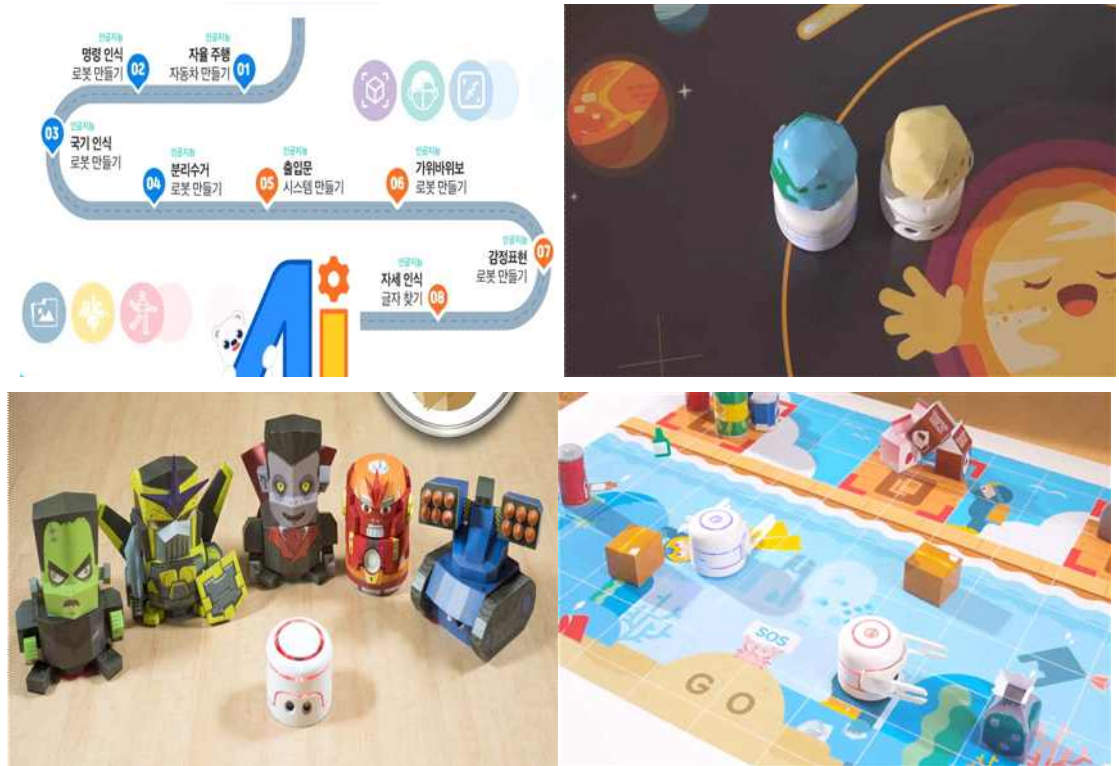 인공지능
명령 인식
로봇 만들기
02
인공지능
자율 주행
자동차 만들기
01
03
인공지능
국기 인식
로봇 만들기
04
인공지능
분리수거
로봇 만들기
05
인공지능
출입문
시스템 만들기
06
인공지능
가위바위보
로봇 만들기
인공지능
감정표현
로봇 만들기
07
인공지능
자세 인식
글자 찾기
08
Ai
SOS
GO